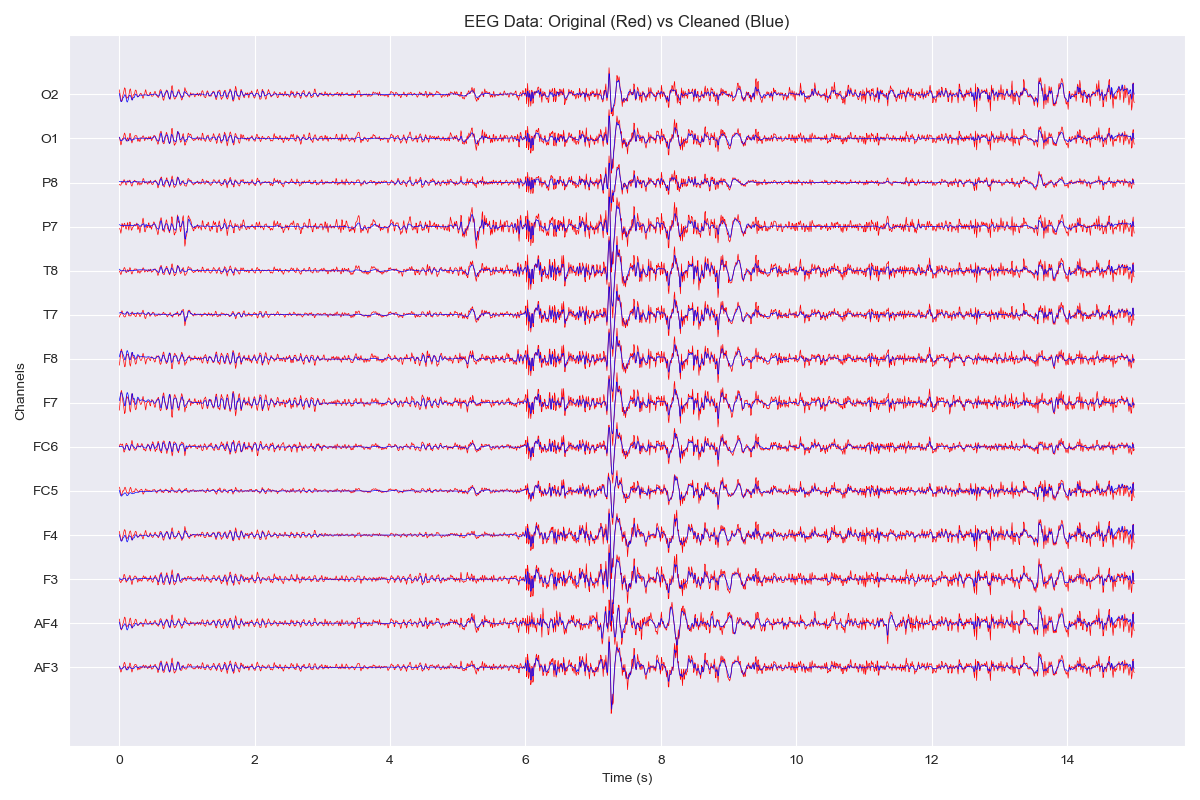 EEG Data: Original (Red) vs Cleaned (Blue)
Channels
O2
O1
P8
P7
T8
T7
F8
F7
FC6
FC5
F4
F3
AF4
AF3
0 2 4 6 8 10 12 14
Time (s)